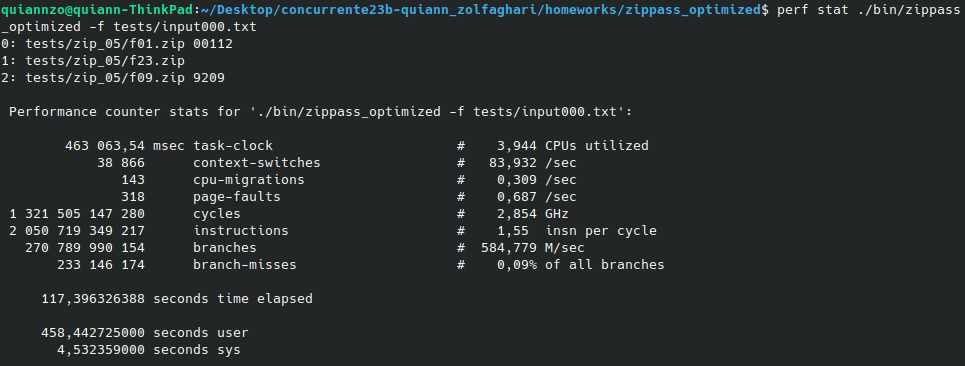 quiannzo@quiann-ThinkPad:~/Desktop/concurrente23b-quiann_zolfaghari/homeworks/zippass_optimized$ perf stat ./bin/zippass
_optimized -f tests/input000.txt
0: tests/zip_05/f01.zip 00112
1: tests/zip_05/f23.zip
2: tests/zip_05/f09.zip 9209
Performance counter stats for './bin/zippass_optimized -f tests/input000.txt':
463 063,54 msec task-clock # 3,944 CPUs utilized
38 866 context-switches # 83,932 /sec
143 cpu-migrations # 0,309 /sec
318 page-faults # 0,687 /sec
1 321 505 147 280 cycles # 2,854 GHz
2 050 719 349 217 instructions # 1,55 insn per cycle
270 789 990 154 branches # 584,779 M/sec
233 146 174 branch-misses # 0,09% of all branches
117,396326388 seconds time elapsed
458,442725000 seconds user
4,532359000 seconds sys